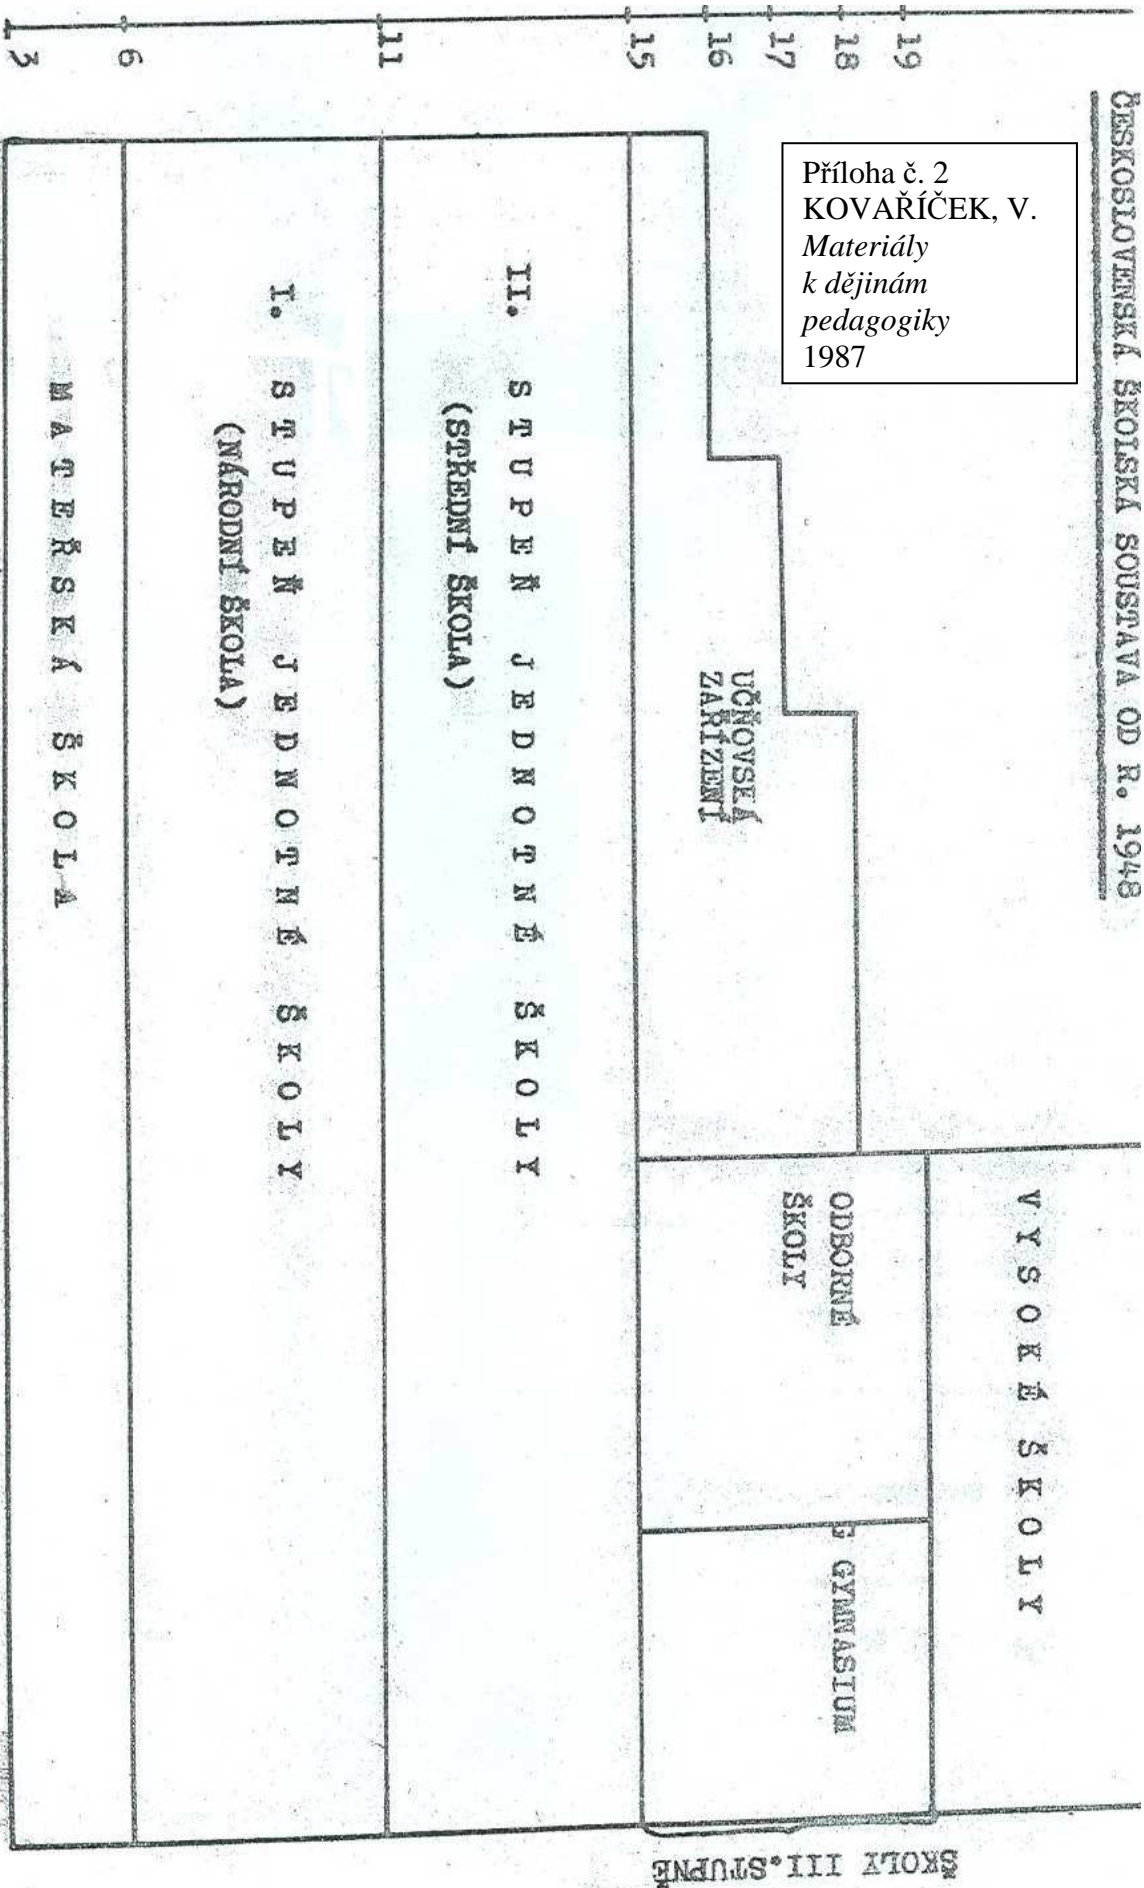 ČESKOSLOVENSKÁ ŠKOLSKÁ SOUSTAVA OD R. 1948
Příloha č. 2
KOVAŘÍČEK, V.
Materiály
k dějinám
pedagogiky
1987
19
18
17
16
15
11
6
3
VYSOKÉ ŠKOLY
UČŇOVSKÁ
ZAŘÍZENÍ
ODBORNÉ
ŠKOLY
GYMNASIUM
ŠKOLY III.STUPNĚ
II. STUPEŇ JEDNOTNÉ ŠKOLY
(STŘEDNÍ ŠKOLA)
I. STUPEŇ JEDNOTNÉ ŠKOLY
(NÁRODNÍ ŠKOLA)
MATEŘSKÁ ŠKOLA